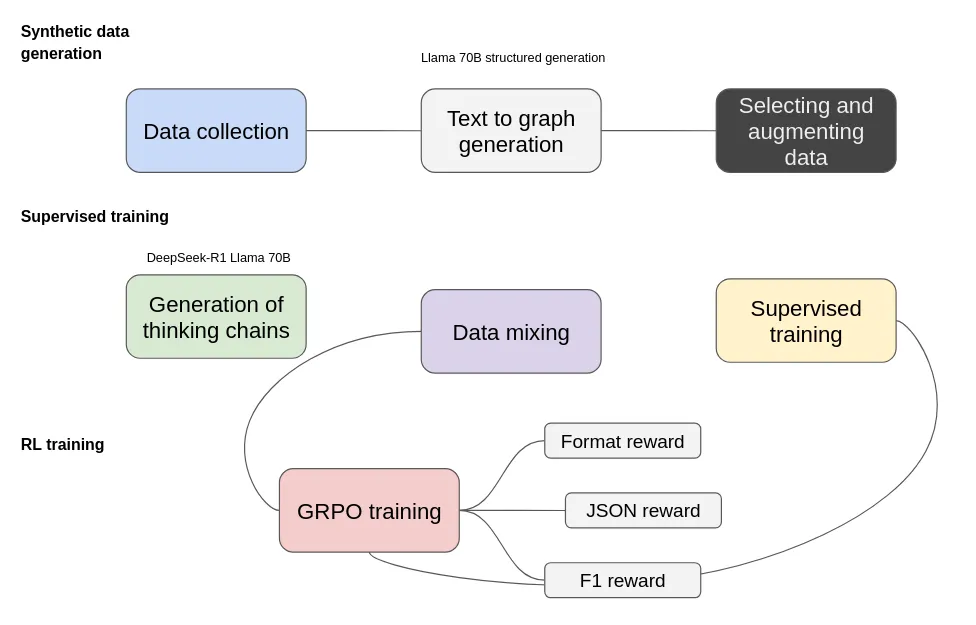 Synthetic data
generation
Llama 70B structured generation
Data collection
Text to graph
generation
Selecting and
augmenting
data
Supervised training
DeepSeek-R1 Llama 70B
Generation of
thinking chains
Data mixing
Supervised
training
RL training
Format reward
GRPO training
JSON reward
F1 reward